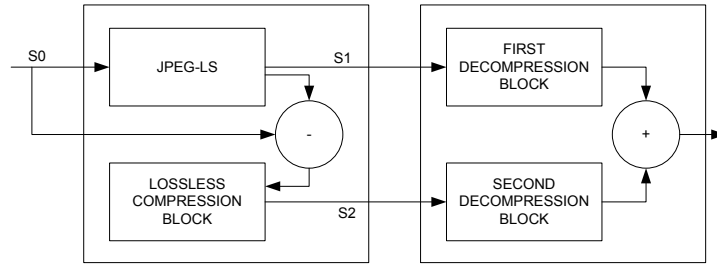 S0
JPEG-LS
S1
FIRST
DECOMPRESSION
BLOCK
-
+
LOSSLESS
COMPRESSION
BLOCK
S2
SECOND
DECOMPRESSION
BLOCK